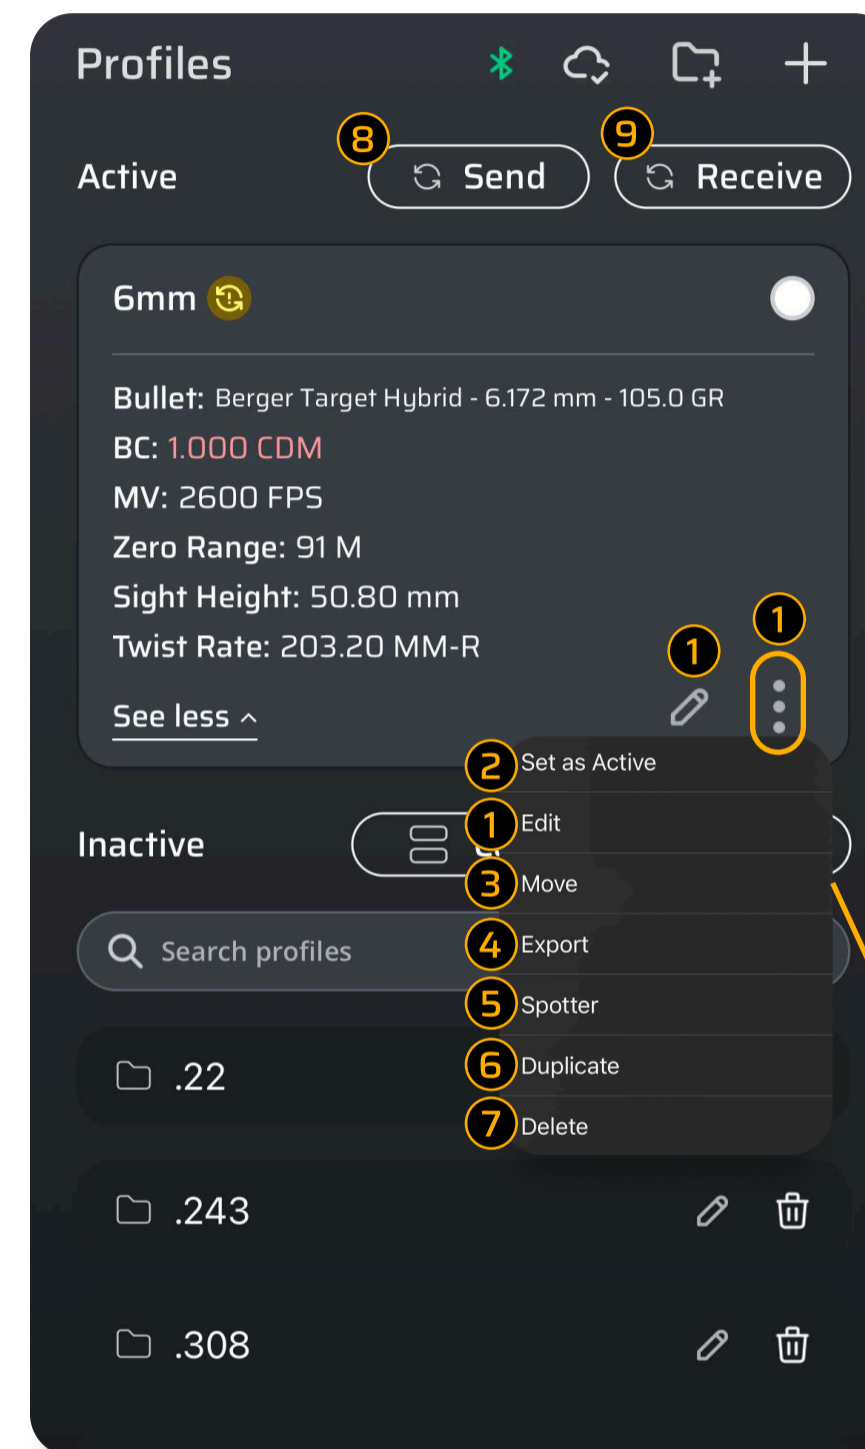 Profiles
8 9
Active Send Receive
6mm
Bullet: Berger Target Hybrid - 6.172 mm - 105.0 GR
BC: 1.000 CDM
MV: 2600 FPS
Zero Range: 91 M
Sight Height: 50.80 mm
Twist Rate: 203.20 MM-R
1 1
See less
2 Set as Active
Inactive
1 Edit
3 Move
Search profiles
4 Export
5 Spotter
.22
6 Duplicate
7 Delete
.243
.308